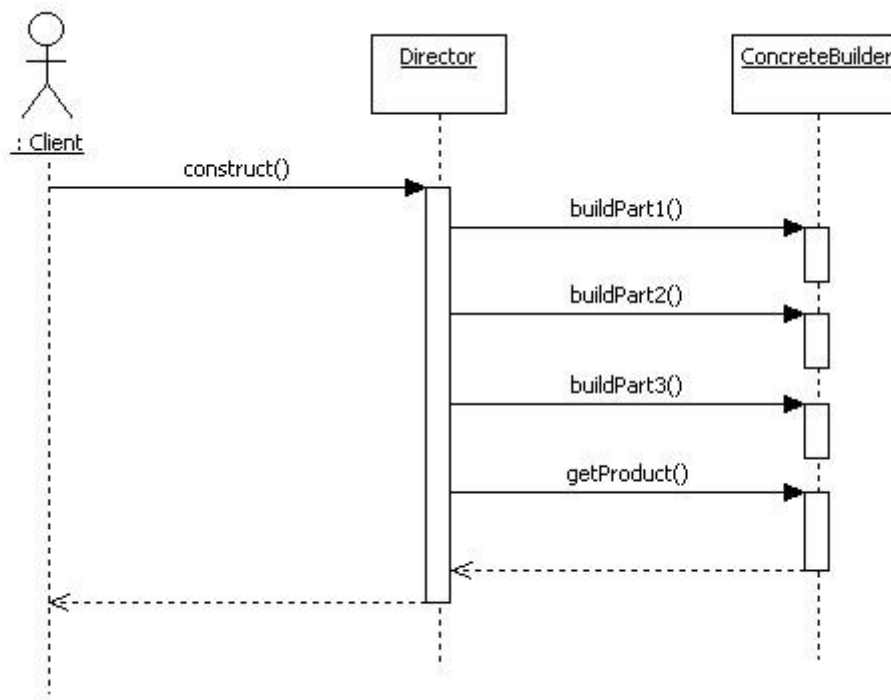 Director
ConcreteBuilder
: Client
construct()
buildPart1()
buildPart2()
buildPart3()
getProduct()